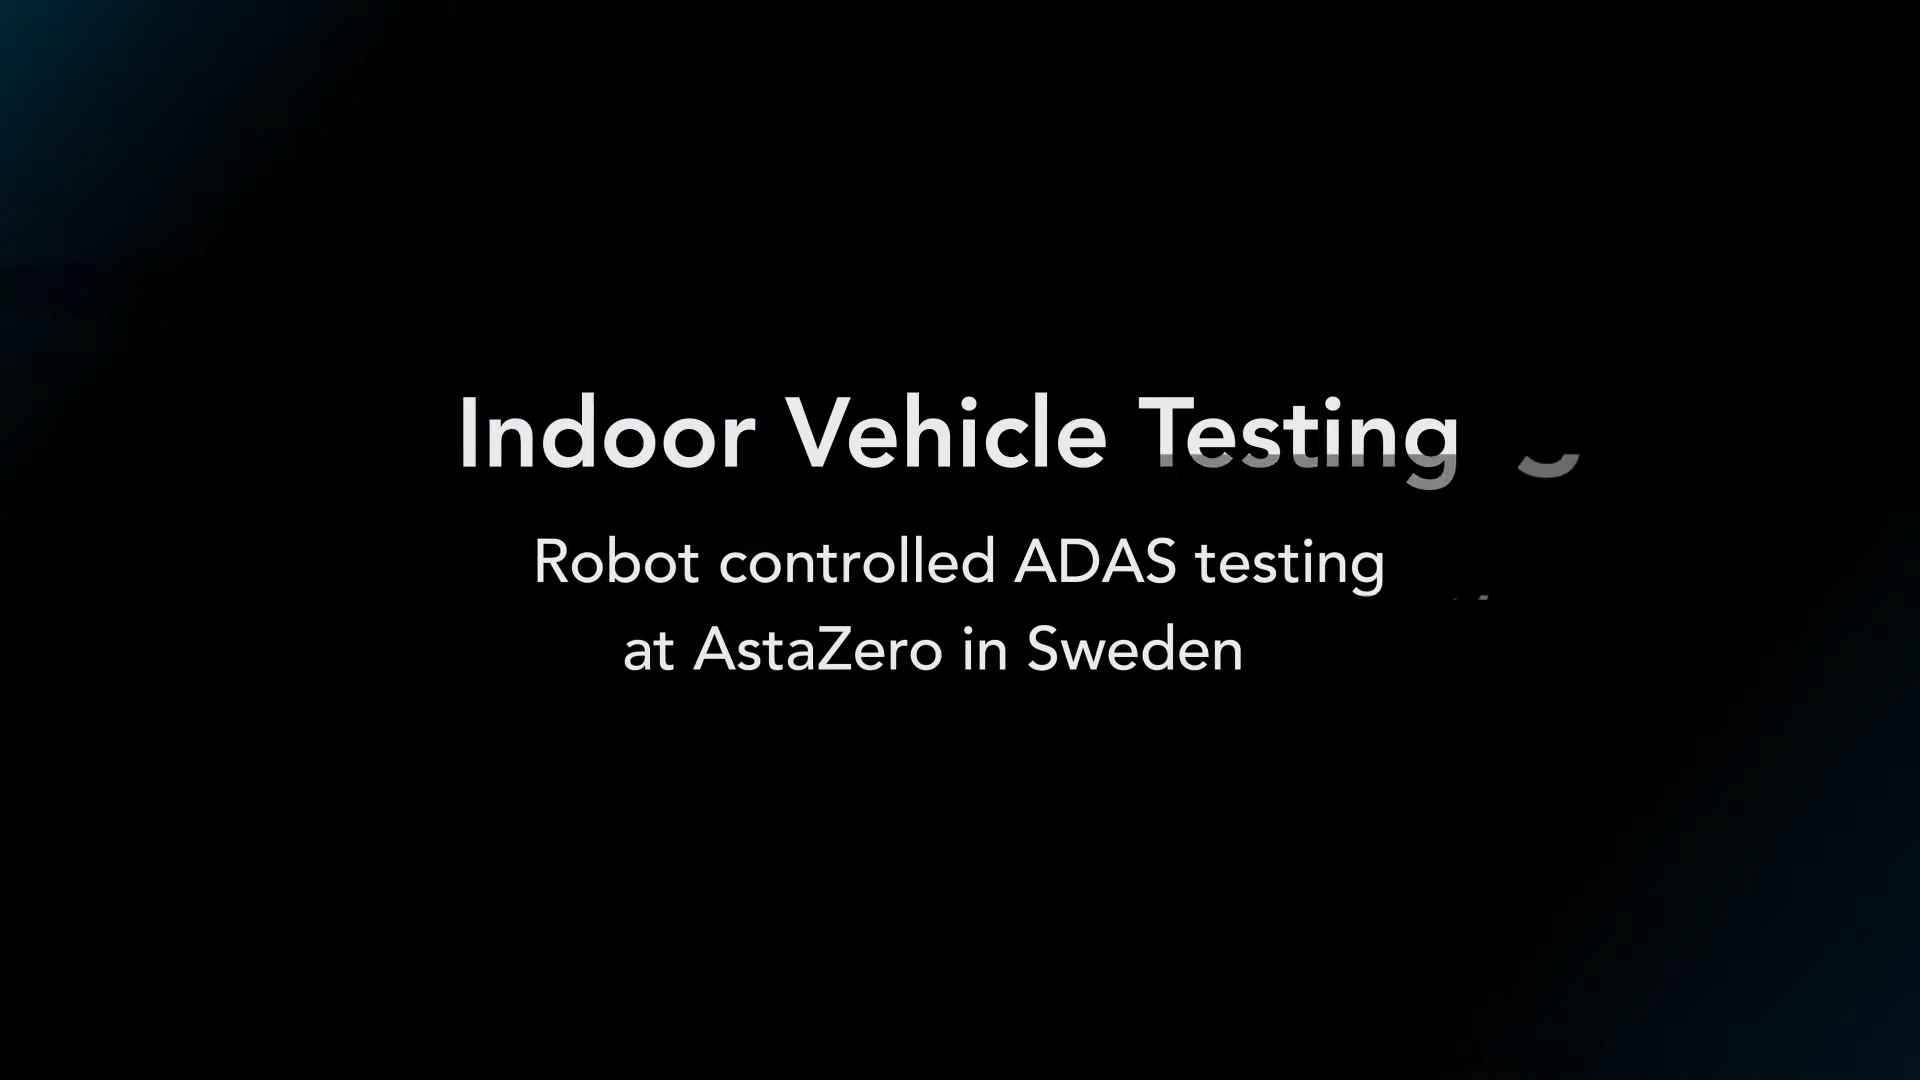 Indoor Vehicle Testing
Robot controlled ADAS testing
at AstaZero in Sweden